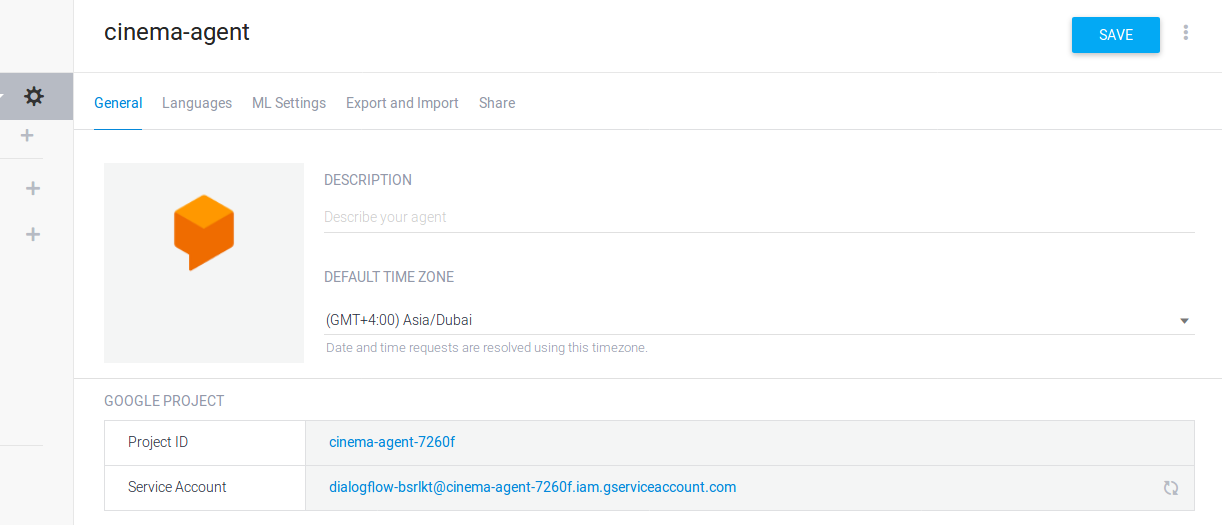 cinema-agent
SAVE
General Languages ML Settings Export and Import Share
DESCRIPTION
Describe your agent
DEFAULT TIME ZONE
(GMT+4:00) Asia/Dubai
Date and time requests are resolved using this timezone.
GOOGLE PROJECT
Project ID cinema-agent-7260f
Service Account dialogflow-bsrlkt@cinema-agent-7260f.iam.gserviceaccount.com